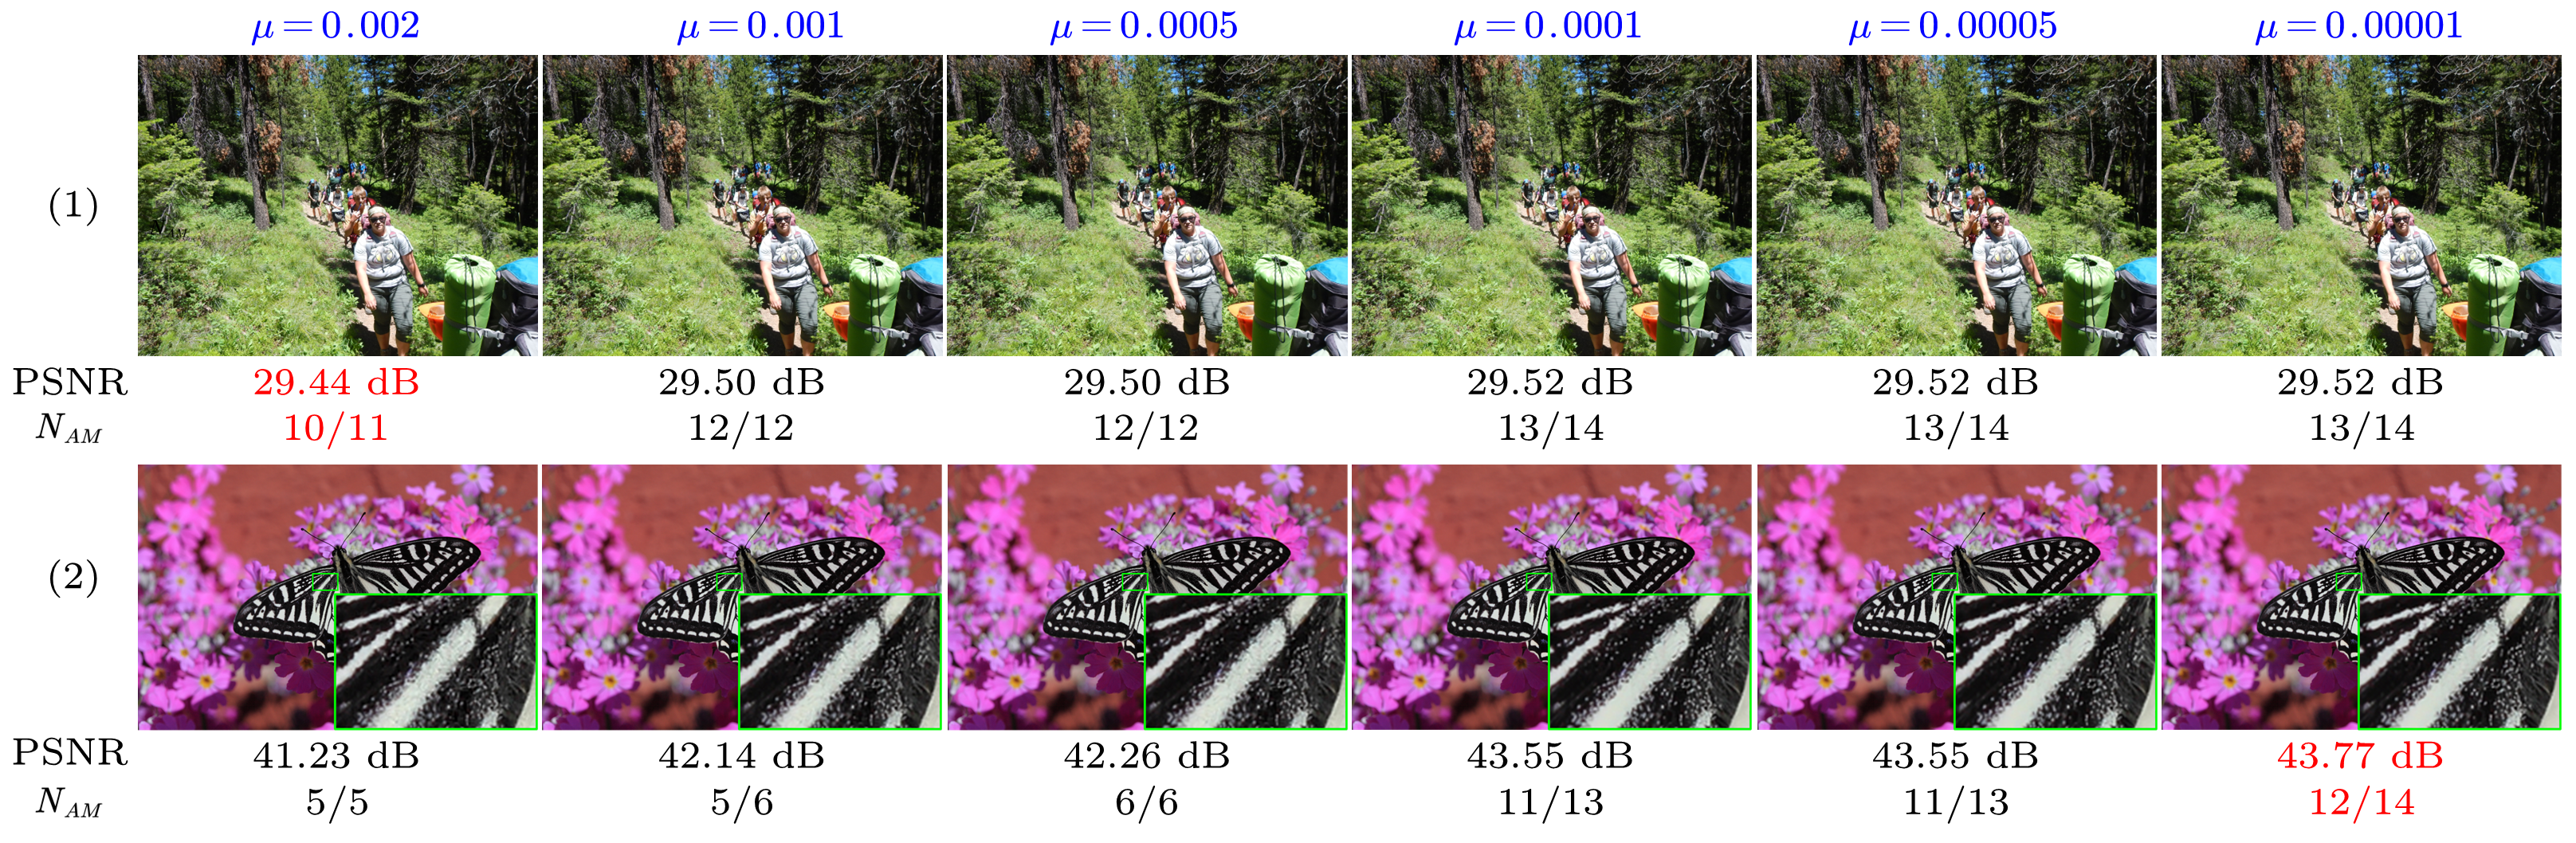 μ = 0.002 μ = 0.001 μ = 0.0005 μ = 0.0001 μ = 0.00005 μ = 0.00001
(1)
PSNR 29.44 dB 29.50 dB 29.50 dB 29.52 dB 29.52 dB 29.52 dB
N_AM 10/11 12/12 12/12 13/14 13/14 13/14
(2)
PSNR 41.23 dB 42.14 dB 42.26 dB 43.55 dB 43.55 dB 43.77 dB
N_AM 5/5 5/6 6/6 11/13 11/13 12/14